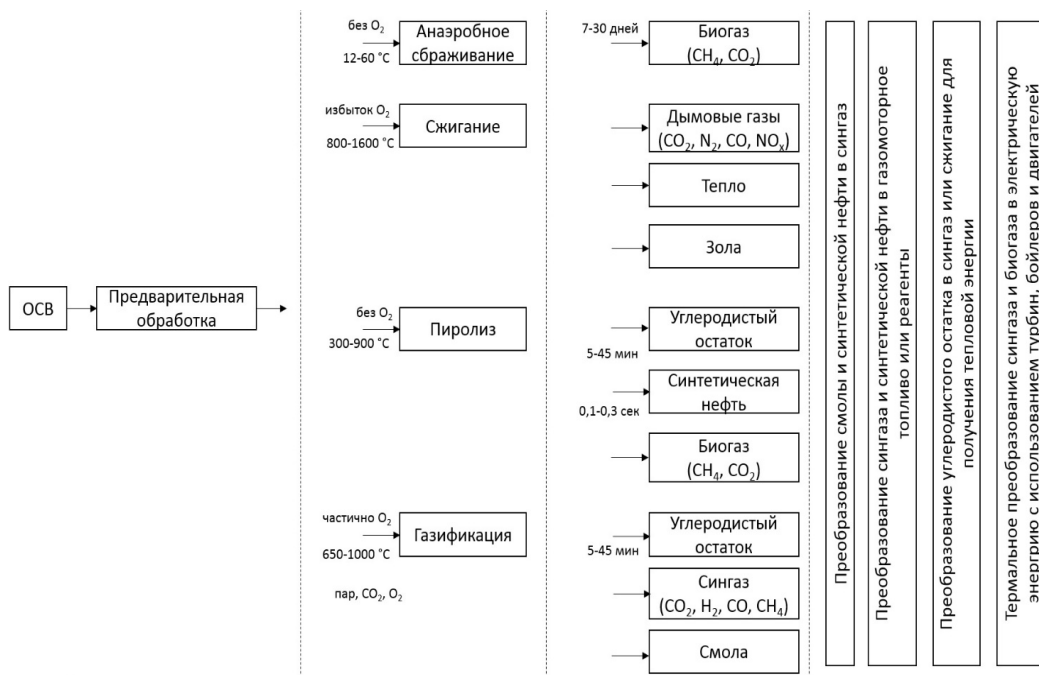 ОСВ
Предварительная
обработка
без O₂
12-60 °C
Анаэробное
сбраживание
избыток O₂
800-1600 °C
Сжигание
без O₂
300-900 °C
Пиролиз
частично O₂
650-1000 °C
пар, CO₂, O₂
Газификация
7-30 дней
Биогаз
(CH₄, CO₂)
Дымовые газы
(CO₂, N₂, CO, NOₓ)
Тепло
Зола
5-45 мин
Углеродистый
остаток
0,1-0,3 сек
Синтетическая
нефть
Биогаз
(CH₄, CO₂)
5-45 мин
Углеродистый
остаток
Сингаз
(CO₂, H₂, CO, CH₄)
Смола
Преобразование смолы и синтетической нефти в сингаз
Преобразование сингаза и синтетической нефти в газомоторное
топливо или реагенты
Преобразование углеродистого остатка в сингаз или сжигание для
получения тепловой энергии
Термальное преобразование сингаза и биогаза в электрическую
энергрию с использованием турбин, бойлеров и двигателей